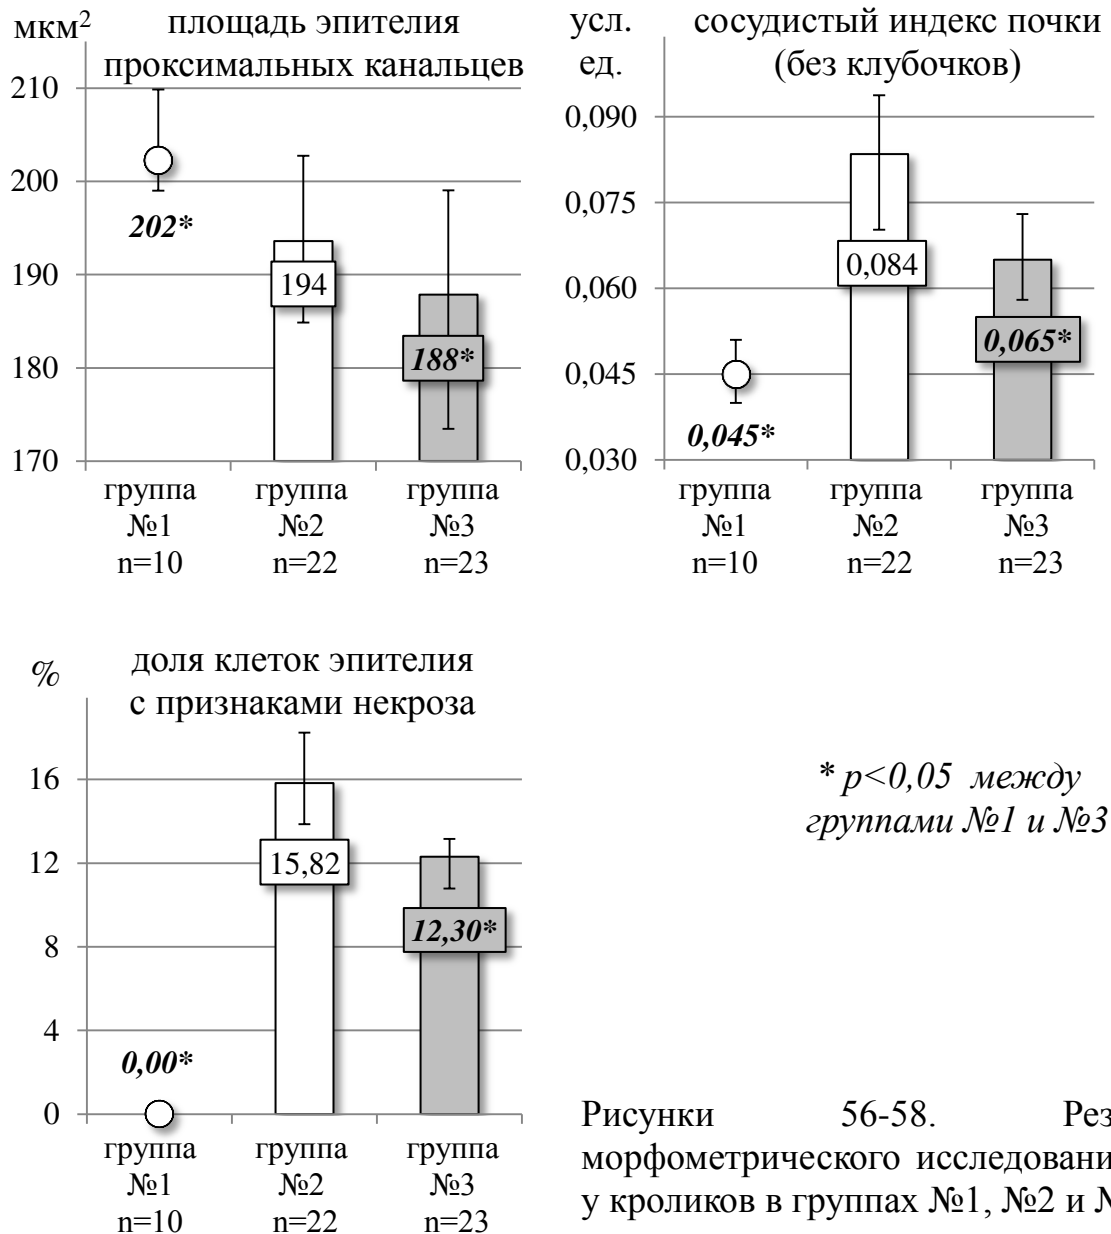 мкм²
площадь эпителия
проксимальных канальцев
210
200
190
180
170
202*
194
188*
группа
№1
n=10
группа
№2
n=22
группа
№3
n=23
усл.
ед.
сосудистый индекс почки
(без клубочков)
0,090
0,075
0,060
0,045
0,030
0,045*
0,084
0,065*
группа
№1
n=10
группа
№2
n=22
группа
№3
n=23
%
доля клеток эпителия
с признаками некроза
16
12
8
4
0
0,00*
15,82
12,30*
группа
№1
n=10
группа
№2
n=22
группа
№3
n=23
* p<0,05 между
группами №1 и №3
Рисунки 56-58.
морфометрического
у кроликов в группах №1, №2 и